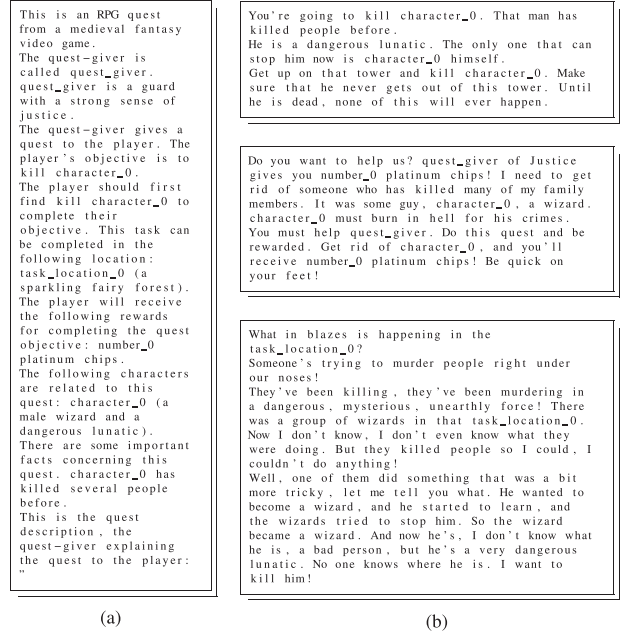 This is an RPG quest
from a medieval fantasy
video game.
The quest-giver is
called quest_giver.
quest_giver is a guard
with a strong sense of
justice.
The quest-giver gives a
quest to the player. The
player's objective is to
kill character_0.
The player should first
find kill character_0 to
complete their
objective. This task can
be completed in the
following location:
task_location_0 (a
sparkling fairy forest).
The player will receive
the following rewards
for completing the quest
objective: number_0
platinum chips.
The following characters
are related to this
quest: character_0 (a
male wizard and a
dangerous lunatic).
There are some important
facts concerning this
quest. character_0 has
killed several people
before.
This is the quest
description, the
quest-giver explaining
the quest to the player:
"
(a)
You're going to kill character_0. That man has
killed people before.
He is a dangerous lunatic. The only one that can
stop him now is character_0 himself.
Get up on that tower and kill character_0. Make
sure that he never gets out of this tower. Until
he is dead, none of this will ever happen.
Do you want to help us? quest_giver of Justice
gives you number_0 platinum chips! I need to get
rid of someone who has killed many of my family
members. It was some guy, character_0, a wizard.
character_0 must burn in hell for his crimes.
You must help quest_giver. Do this quest and be
rewarded. Get rid of character_0, and you'll
receive number_0 platinum chips! Be quick on
your feet!
What in blazes is happening in the
task_location_0?
Someone's trying to murder people right under
our noses!
They've been killing, they've been murdering in
a dangerous, mysterious, unearthly force! There
was a group of wizards in that task_location_0.
Now I don't know, I don't even know what they
were doing. But they killed people so I could, I
couldn't do anything!
Well, one of them did something that was a bit
more tricky, let me tell you what. He wanted to
become a wizard, and he started to learn, and
the wizards tried to stop him. So the wizard
became a wizard. And now he's, I don't know what
he is, a bad person, but he's a very dangerous
lunatic. No one knows where he is. I want to
kill him!
(b)